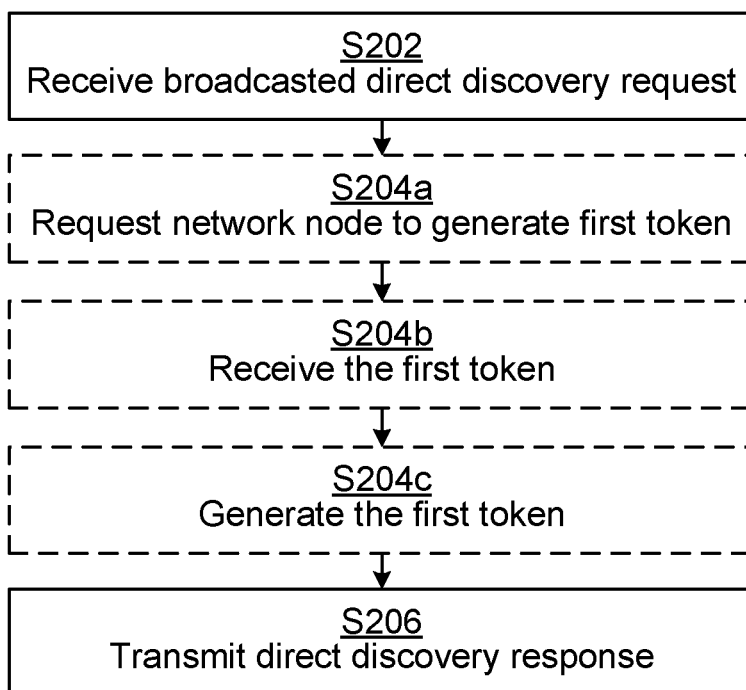 S202
Receive broadcasted direct discovery request
S204a
Request network node to generate first token
S204b
Receive the first token
S204c
Generate the first token
S206
Transmit direct discovery response